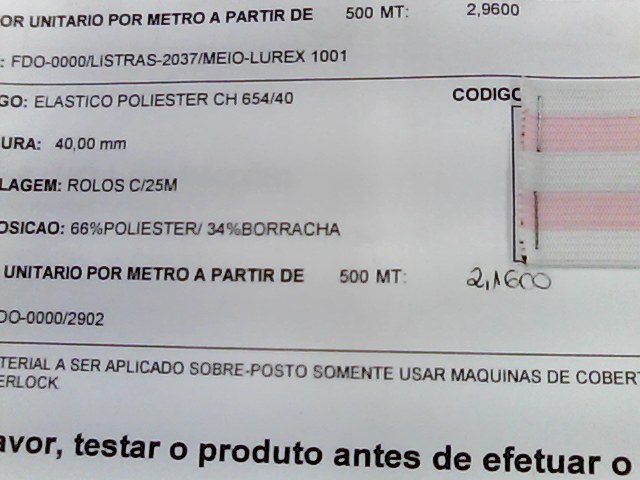 OR UNITARIO POR METRO A PARTIR DE 500 MT: 2,9600
: FDO-0000/LISTRAS-2037/MEIO-LUREX 1001
GO: ELASTICO POLIESTER CH 654/40 CODIGO
URA: 40,00 mm
LAGEM: ROLOS C/25M
OSICAO: 66%POLIESTER/ 34%BORRACHA
UNITARIO POR METRO A PARTIR DE 500 MT: 2,1600
DO-0000/2902
TERIAL A SER APLICADO SOBRE-POSTO SOMENTE USAR MAQUINAS DE COBERT
ERLOCK
avor, testar o produto antes de efetuar o